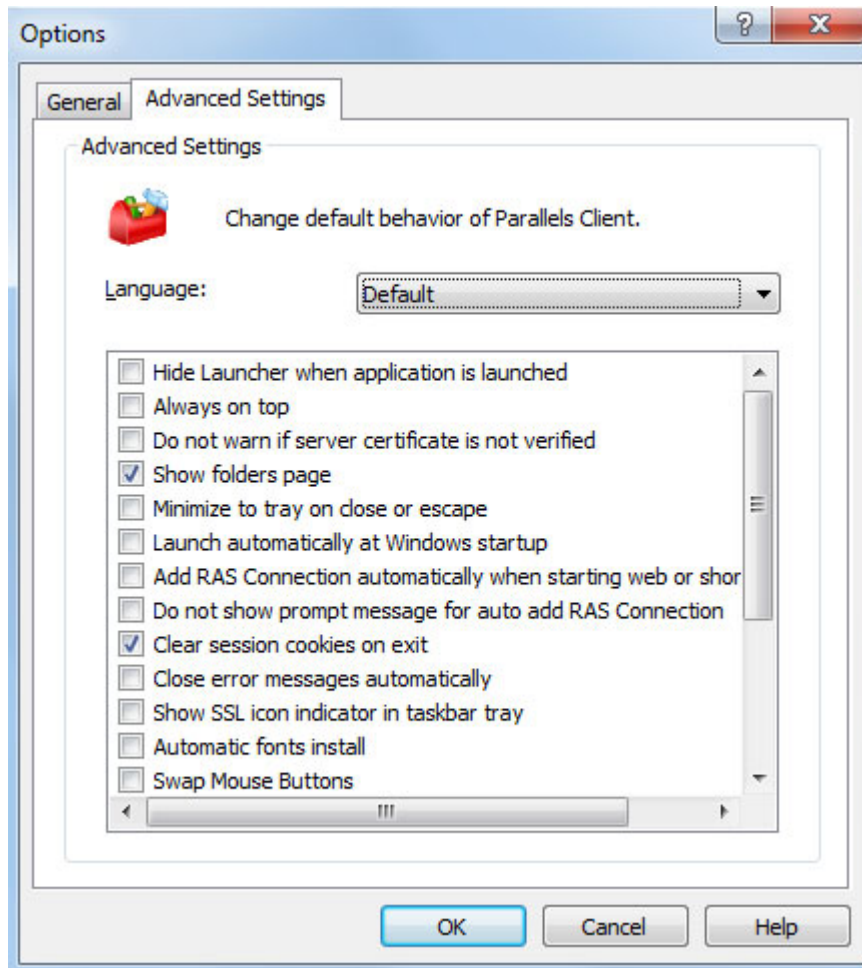 Options
General
Advanced Settings
Advanced Settings
Change default behavior of Parallels Client.
Language:
Default
Hide Launcher when application is launched
Always on top
Do not warn if server certificate is not verified
Show folders page
Minimize to tray on close or escape
Launch automatically at Windows startup
Add RAS Connection automatically when starting web or shor
Do not show prompt message for auto add RAS Connection
Clear session cookies on exit
Close error messages automatically
Show SSL icon indicator in taskbar tray
Automatic fonts install
Swap Mouse Buttons
OK
Cancel
Help